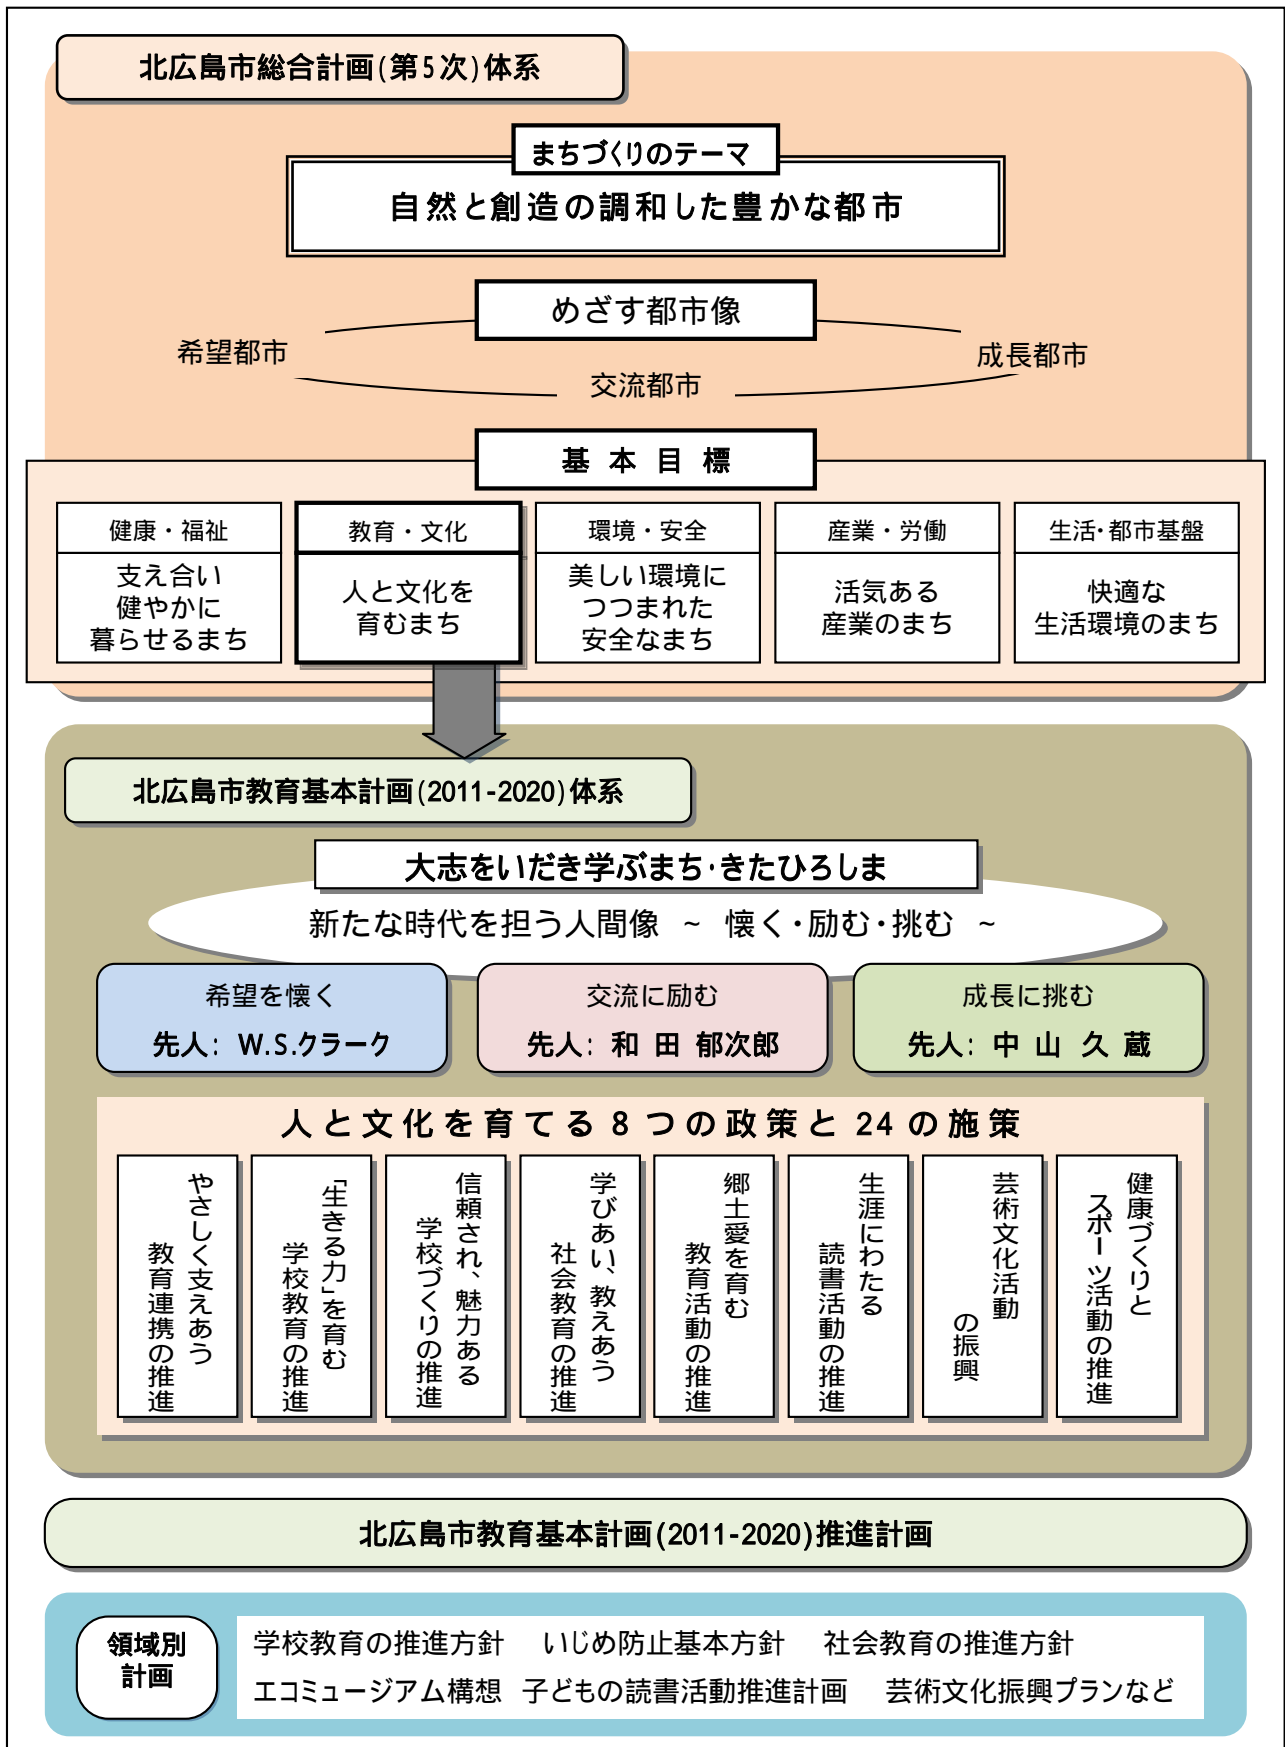 北広島市総合計画(第5次)体系
まちづくりのテーマ
自然と創造の調和した豊かな都市
めざす都市像
希望都市
交流都市
成長都市
基本目標
健康・福祉
支え合い
健やかに
暮らせるまち
教育・文化
人と文化を
育むまち
環境・安全
美しい環境に
つつまれた
安全なまち
産業・労働
活気ある
産業のまち
生活・都市基盤
快適な
生活環境のまち
北広島市教育基本計画(2011-2020)体系
大志をいだき学ぶまち・きたひろしま
新たな時代を担う人間像 ~ 懐く・励む・挑む ~
希望を懐く
先人: W.S.クラーク
交流に励む
先人: 和田 郁次郎
成長に挑む
先人: 中山 久蔵
人と文化を育てる8つの政策と24の施策
やさしく支えあう
教育連携の推進
「生きる力」を育む
学校教育の推進
信頼され、魅力ある
学校づくりの推進
学びあい、教えあう
社会教育の推進
郷土愛を育む
教育活動の推進
生涯にわたる
読書活動の推進
芸術文化活動
の振興
健康づくりと
スポーツ活動の推進
北広島市教育基本計画(2011-2020)推進計画
領域別
計画
学校教育の推進方針 いじめ防止基本方針 社会教育の推進方針
エコミュージアム構想 子どもの読書活動推進計画 芸術文化振興プランなど